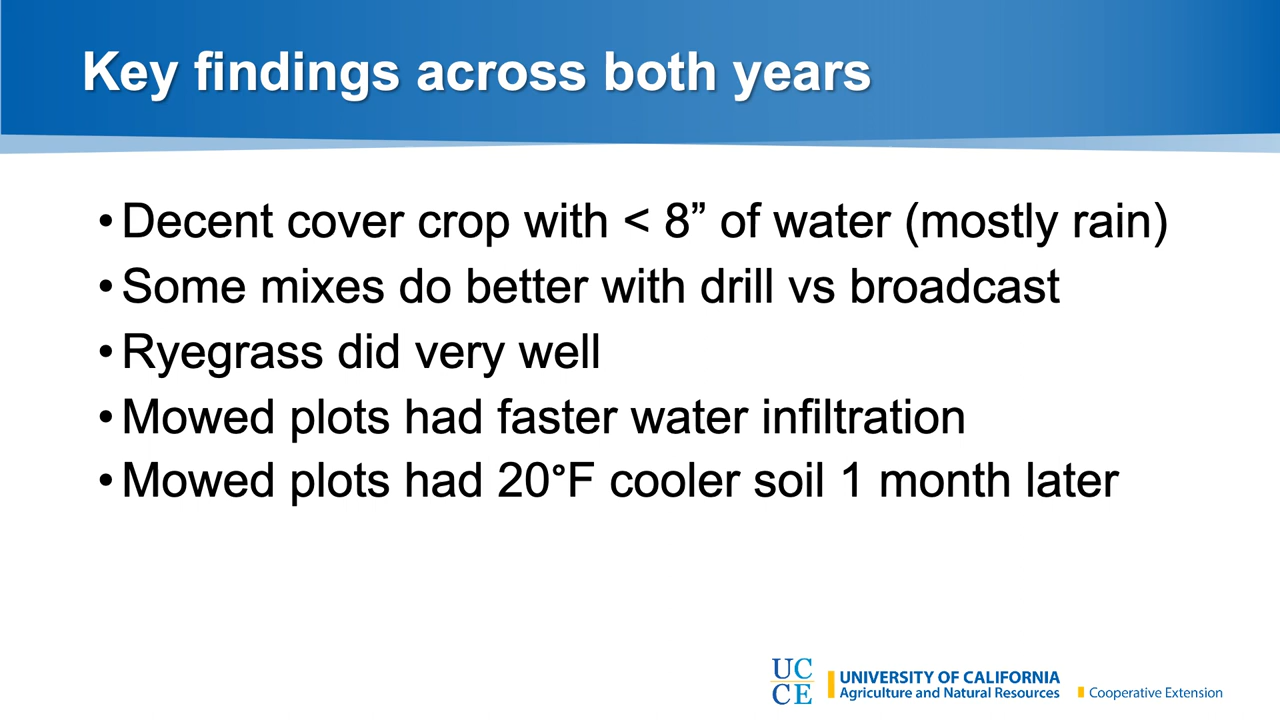 Key findings across both years
• Decent cover crop with < 8” of water (mostly rain)
• Some mixes do better with drill vs broadcast
• Ryegrass did very well
• Mowed plots had faster water infiltration
• Mowed plots had 20°F cooler soil 1 month later
UC
CE
UNIVERSITY OF CALIFORNIA
Agriculture and Natural Resources
Cooperative Extension